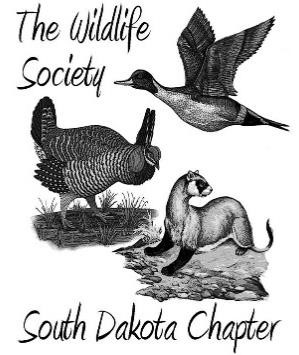 The Wildlife
Society
South Dakota Chapter